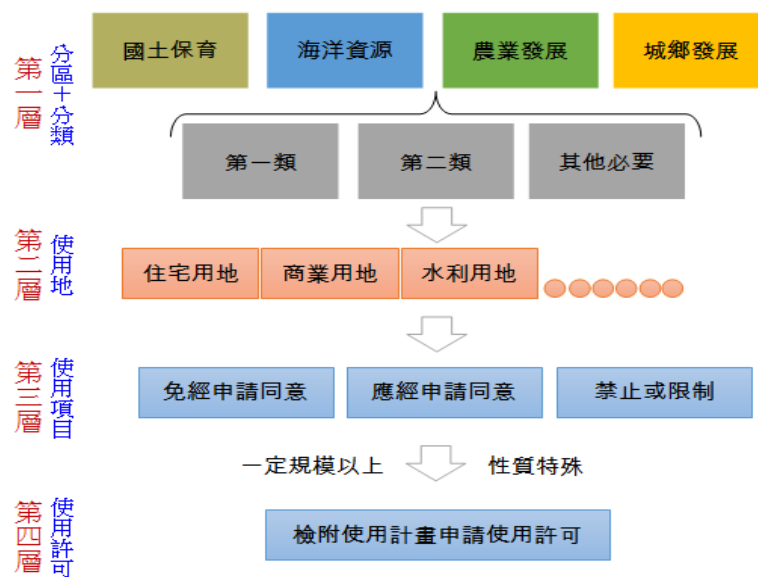 第一層
分區＋分類
國土保育
海洋資源
農業發展
城鄉發展
第一類
第二類
其他必要
第二層
使用地
住宅用地
商業用地
水利用地
第三層
使用項目
免經申請同意
應經申請同意
禁止或限制
一定規模以上
性質特殊
第四層
使用許可
檢附使用計畫申請使用許可